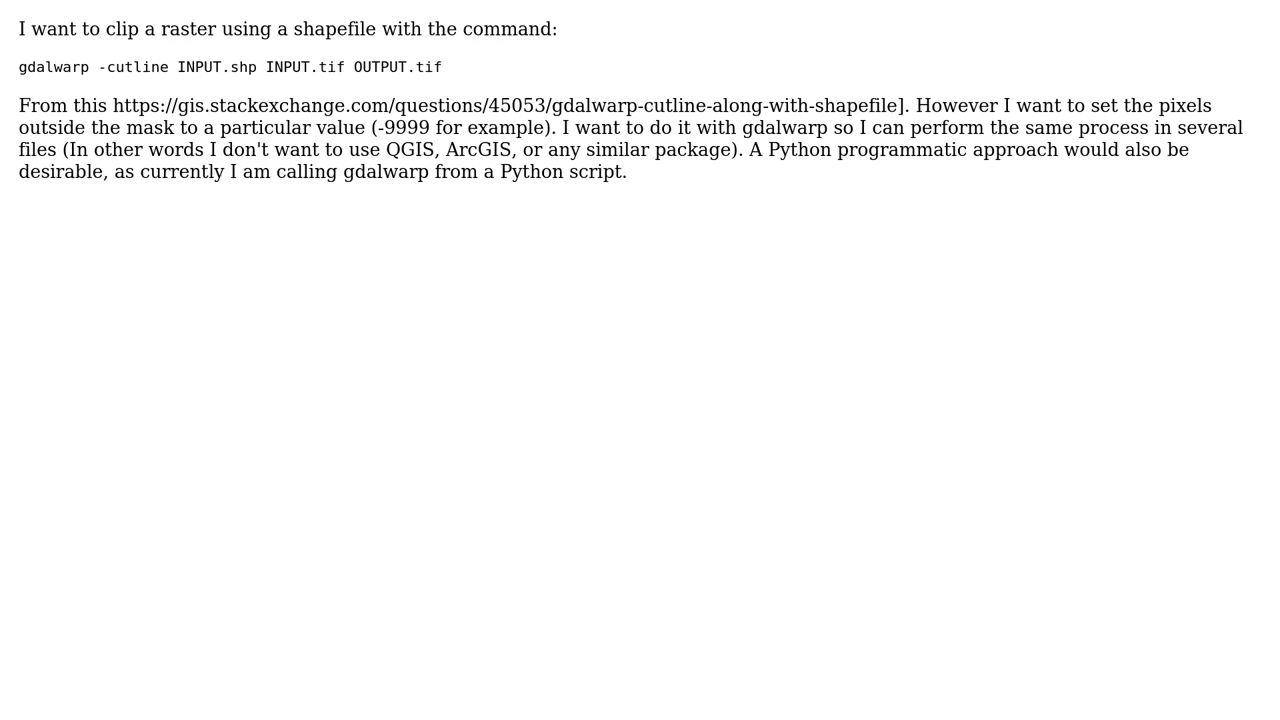 I want to clip a raster using a shapefile with the command:
gdalwarp -cutline INPUT.shp INPUT.tif OUTPUT.tif
From this https://gis.stackexchange.com/questions/45053/gdalwarp-cutline-along-with-shapefile]. However I want to set the pixels
outside the mask to a particular value (-9999 for example). I want to do it with gdalwarp so I can perform the same process in several
files (In other words I don't want to use QGIS, ArcGIS, or any similar package). A Python programmatic approach would also be
desirable, as currently I am calling gdalwarp from a Python script.